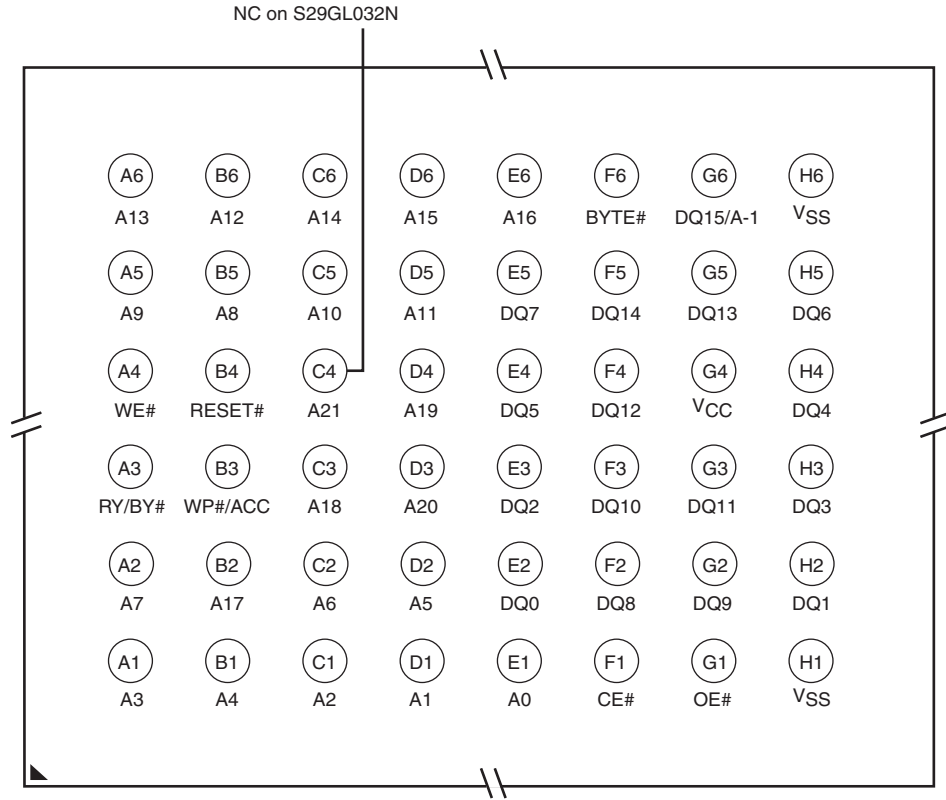 NC on S29GL032N
A6 B6 C6 D6 E6 F6 G6 H6
A13 A12 A14 A15 A16 BYTE# DQ15/A-1 VSS
A5 B5 C5 D5 E5 F5 G5 H5
A9 A8 A10 A11 DQ7 DQ14 DQ13 DQ6
A4 B4 C4 D4 E4 F4 G4 H4
WE# RESET# A21 A19 DQ5 DQ12 VCC DQ4
A3 B3 C3 D3 E3 F3 G3 H3
RY/BY# WP#/ACC A18 A20 DQ2 DQ10 DQ11 DQ3
A2 B2 C2 D2 E2 F2 G2 H2
A7 A17 A6 A5 DQ0 DQ8 DQ9 DQ1
A1 B1 C1 D1 E1 F1 G1 H1
A3 A4 A2 A1 A0 CE# OE# VSS